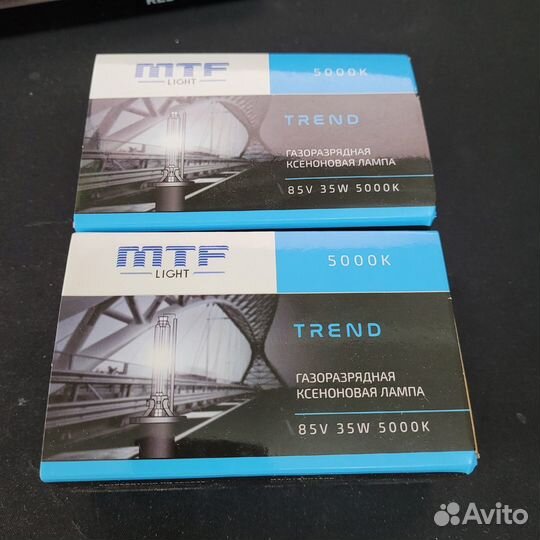 MTF
LIGHT
5000K
TREND
ГАЗОРАЗРЯДНАЯ
КСЕНОНОВАЯ ЛАМПА
85V 35W 5000K
MTF
LIGHT
5000K
TREND
ГАЗОРАЗРЯДНАЯ
КСЕНОНОВАЯ ЛАМПА
85V 35W 5000K
Avito